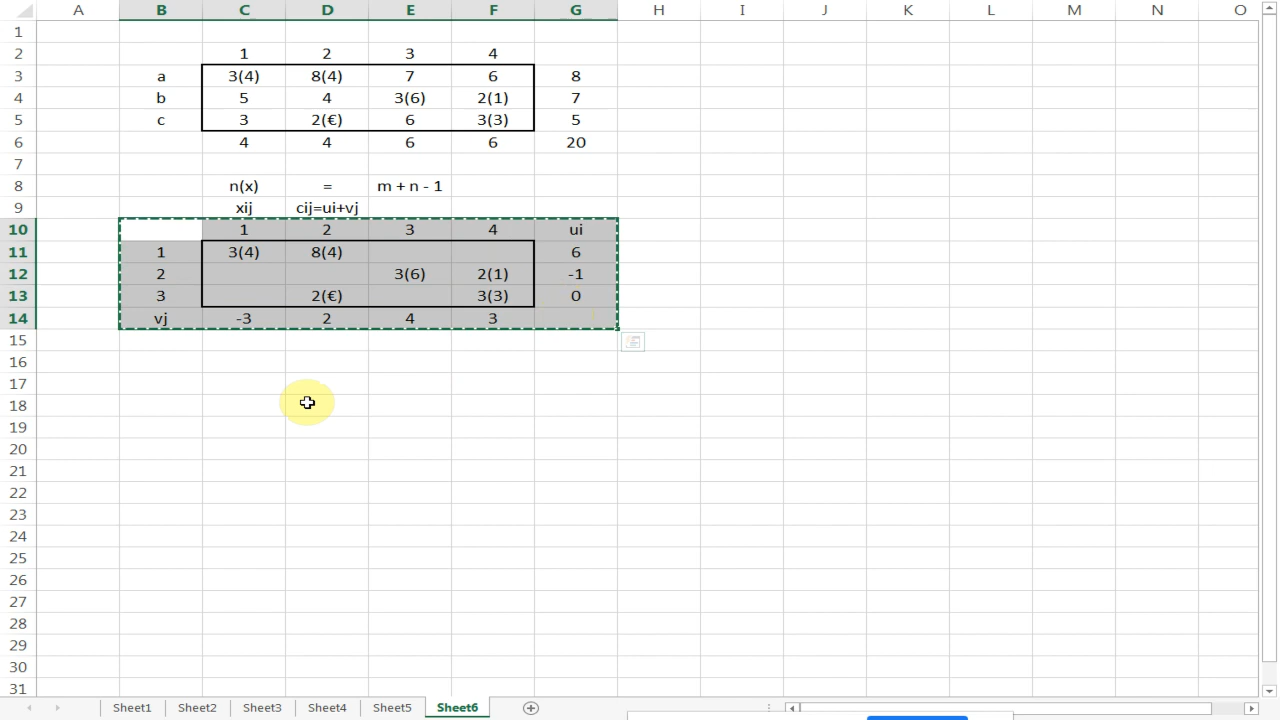 B C D E F G H I J K L M N O
1
2 1 2 3 4
3 a 3(4) 8(4) 7 6 8
4 b 5 4 3(6) 2(1) 7
5 c 3 2(€) 6 3(3) 5
6 4 4 6 6 20
7
8 n(x) = m + n - 1
9 xij cij=ui+vj
10 1 2 3 4 ui
11 1 3(4) 8(4) 6
12 2 3(6) 2(1) -1
13 3 2(€) 3(3) 0
14 vj -3 2 4 3
15
16
17
18
19
20
21
22
23
24
25
26
27
28
29
30
31
Sheet1 Sheet2 Sheet3 Sheet4 Sheet5 Sheet6